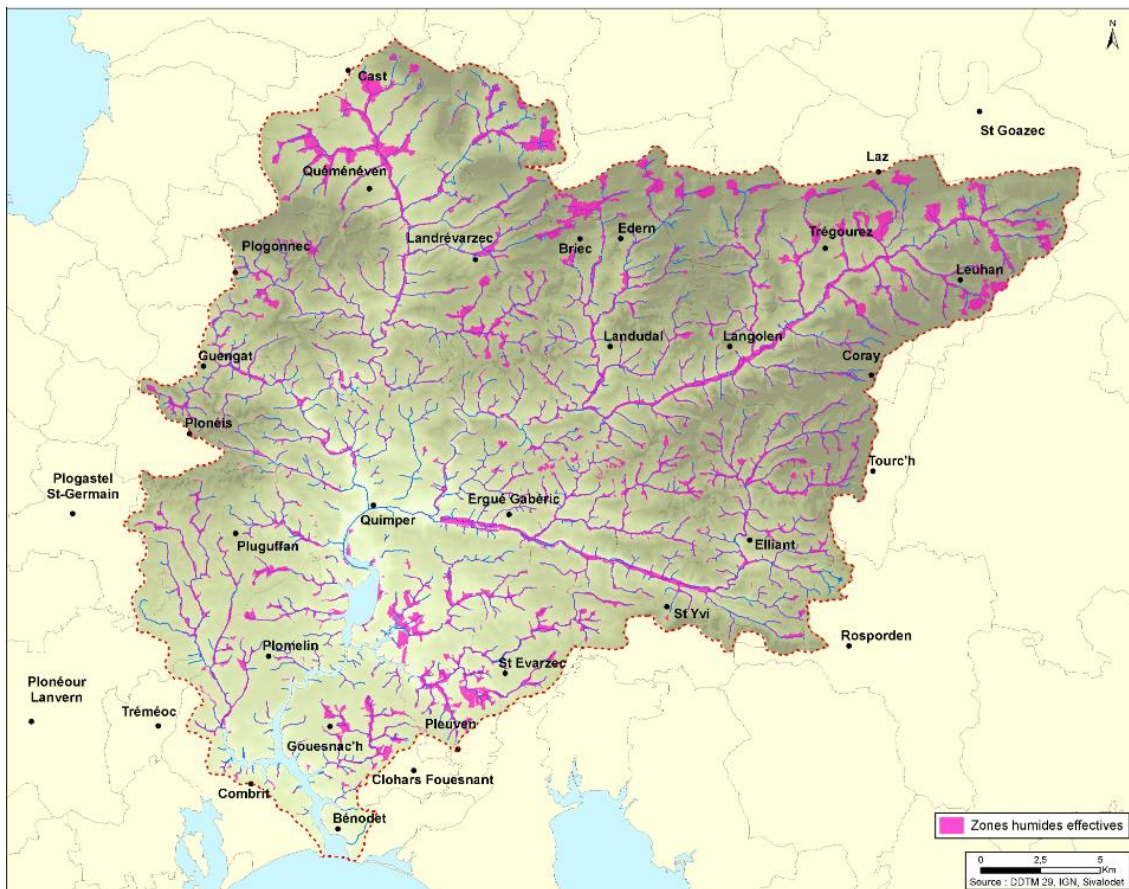 N
Cast
St Goazec
Laz
Quéménéven
Edern
Trégourez
Landrévarzec
Briec
Plogonnec
Leuhan
Landudal
Langolen
Guengat
Coray
Plonéis
Tourc'h
Plogastel
St-Germain
Ergué Gabéric
Quimper
Pluguffan
Elliant
St Yvi
Rosporden
Plomelin
St Evarzec
Plonéour
Lanvern
Tréméoc
Pleuven
Gouesnac'h
Clohars Fouesnant
Combrit
Bénodet
Zones humides effectives
0 2,5 5
Km
Source : DDTM 29, IGN, Sivalodet